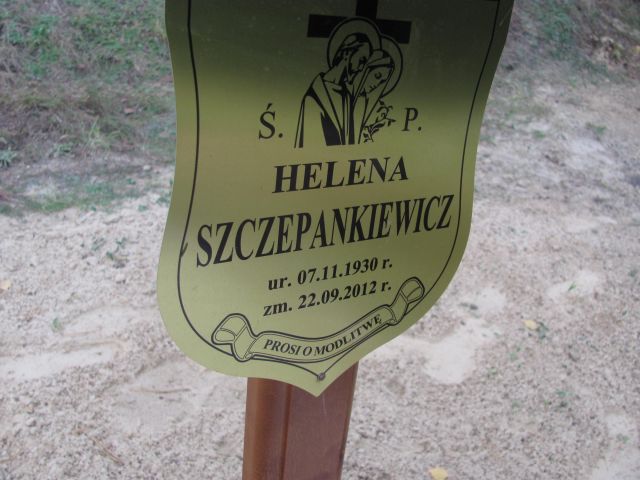 Ś. P.
HELENA
SZCZEPANKIEWICZ
ur. 07.11.1930 r.
zm. 22.09.2012 r.
PROSI O MODLITWĘ